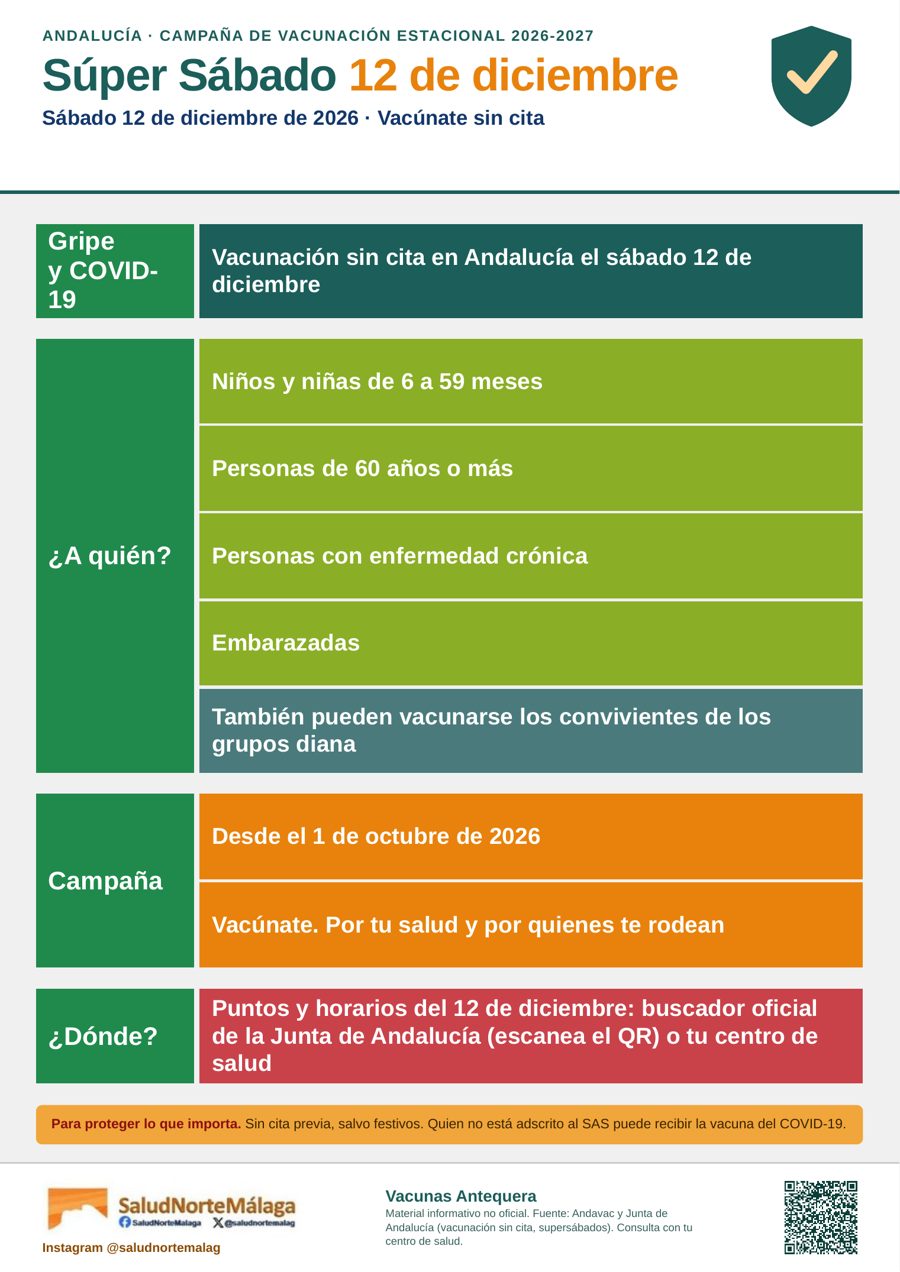 ANDALUCÍA · CAMPAÑA DE VACUNACIÓN ESTACIONAL 2026-2027
Súper Sábado 12 de diciembre
Sábado 12 de diciembre de 2026 · Vacúnate sin cita
Gripe
y COVID-
19
Vacunación sin cita en Andalucía el sábado 12 de
diciembre
¿A quién?
Niños y niñas de 6 a 59 meses
Personas de 60 años o más
Personas con enfermedad crónica
Embarazadas
También pueden vacunarse los convivientes de los
grupos diana
Campaña
Desde el 1 de octubre de 2026
Vacúnate. Por tu salud y por quienes te rodean
¿Dónde?
Puntos y horarios del 12 de diciembre: buscador oficial
de la Junta de Andalucía (escanea el QR) o tu centro de
salud
Para proteger lo que importa. Sin cita previa, salvo festivos. Quien no está adscrito al SAS puede recibir la vacuna del COVID-19.
SaludNorteMálaga
SaludNorteMalaga @saludnortemalag
Instagram @saludnortemalag
Vacunas Antequera
Material informativo no oficial. Fuente: Andavac y Junta de
Andalucía (vacunación sin cita, supersábados). Consulta con tu
centro de salud.